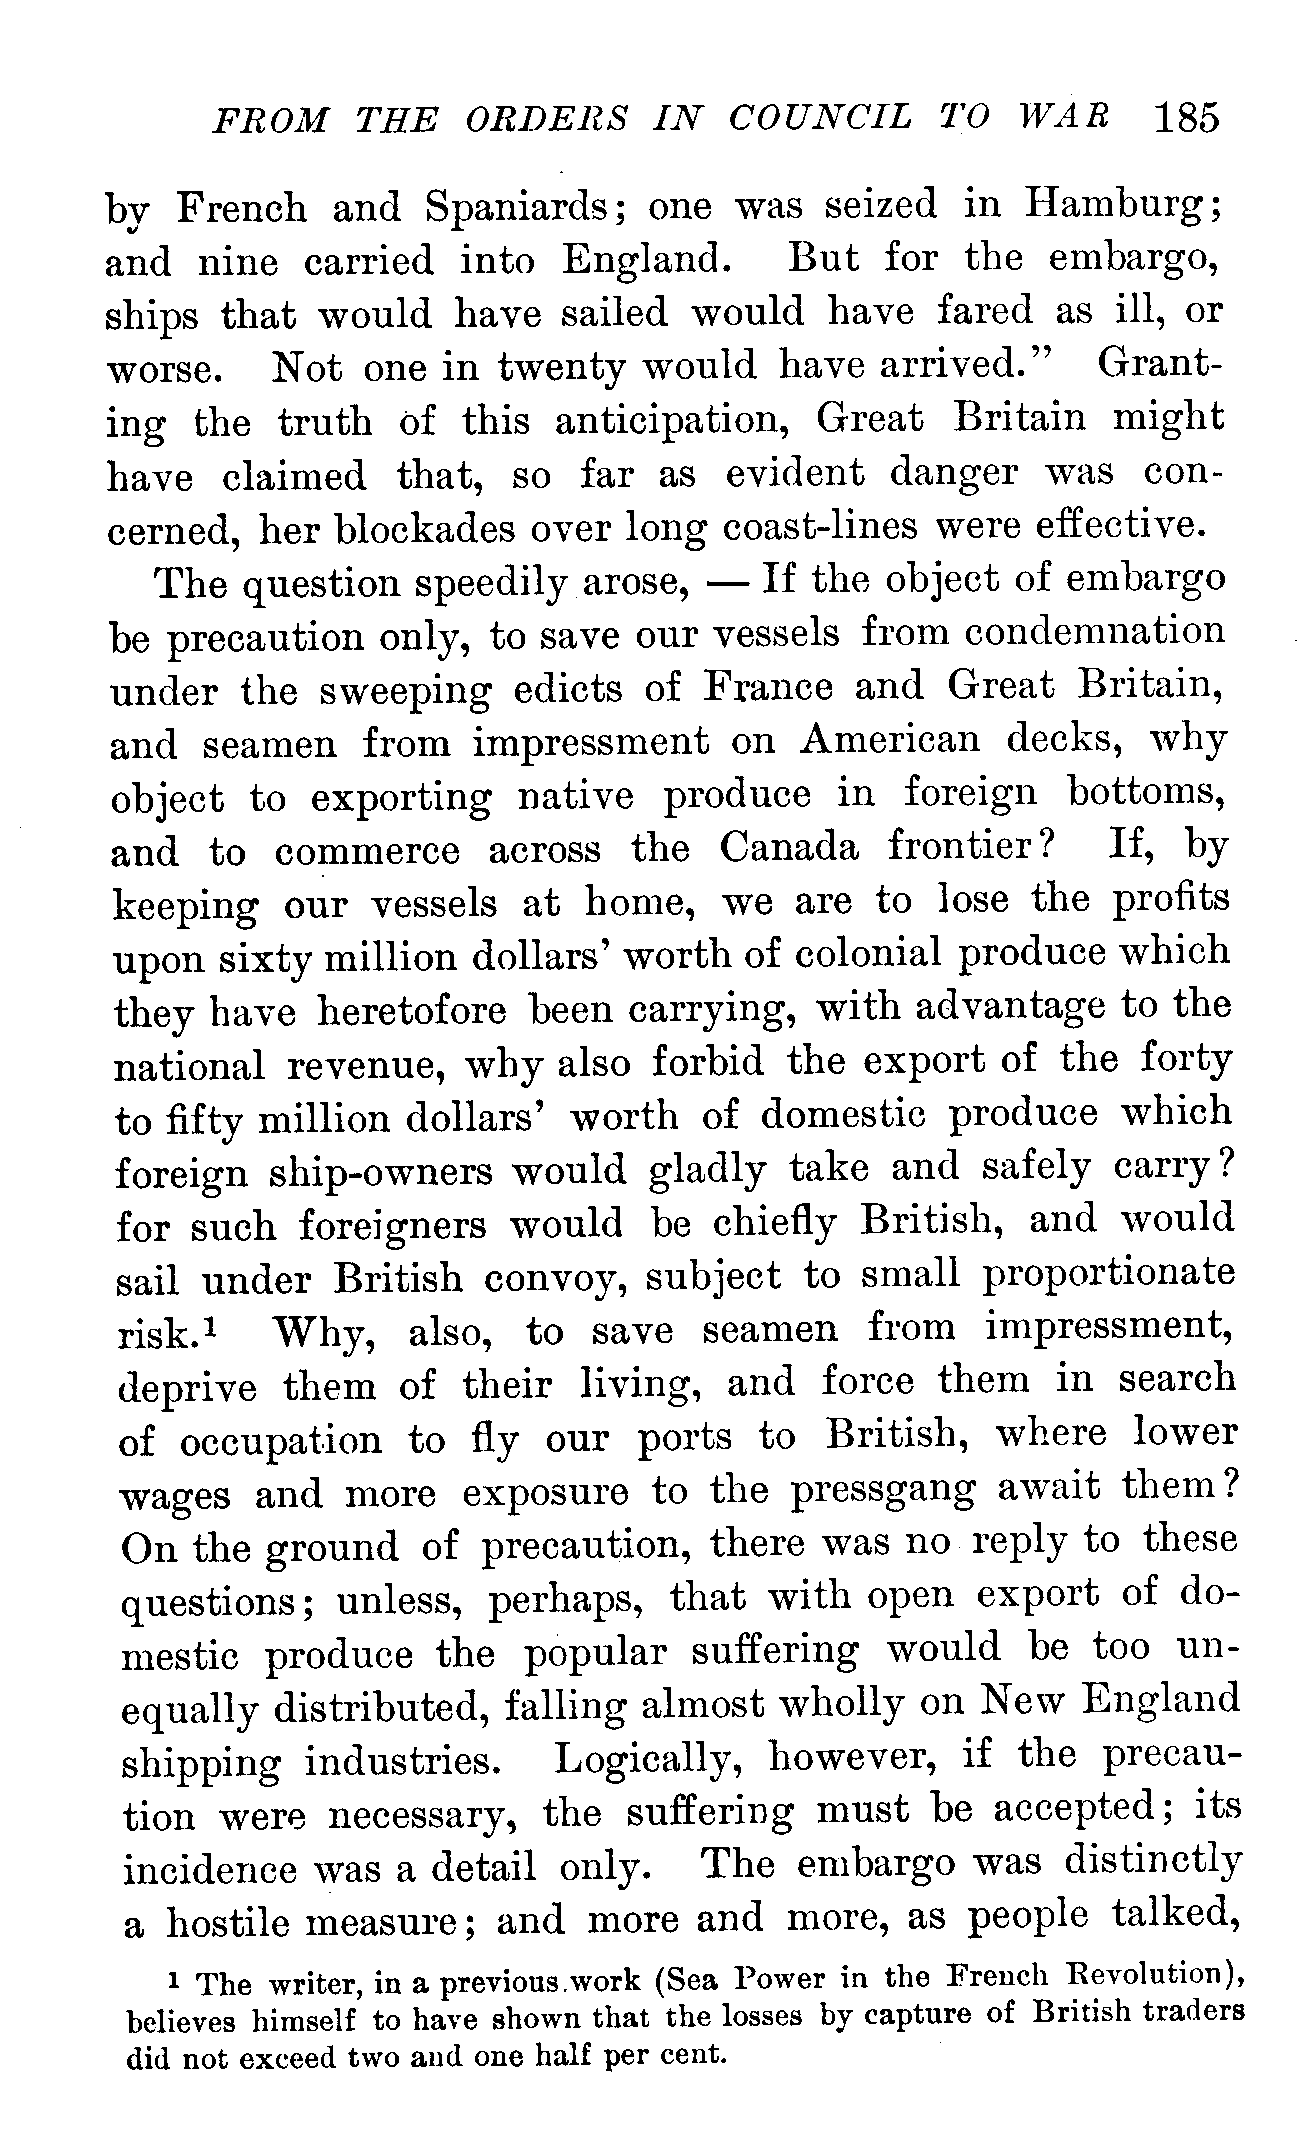 FROM THE ORDERS IN COUNCIL TO WAR 185
by French and Spaniards; one was seized in Hamburg;
and nine carried into England. But for the embargo,
ships that would have sailed would have fared as ill, or
worse. Not one in twenty would have arrived.” Grant-
ing the truth of this anticipation, Great Britain might
have claimed that, so far as evident danger was con-
cerned, her blockades over long coast-lines were effective.
The question speedily arose, — If the object of embargo
be precaution only, to save our vessels from condemnation
under the sweeping edicts of France and Great Britain,
and seamen from impressment on American decks, why
object to exporting native produce in foreign bottoms,
and to commerce across the Canada frontier? If, by
keeping our vessels at home, we are to lose the profits
upon sixty million dollars’ worth of colonial produce which
they have heretofore been carrying, with advantage to the
national revenue, why also forbid the export of the forty
to fifty million dollars’ worth of domestic produce which
foreign ship-owners would gladly take and safely carry?
for such foreigners would be chiefly British, and would
sail under British convoy, subject to small proportionate
risk.¹ Why, also, to save seamen from impressment,
deprive them of their living, and force them in search
of occupation to fly our ports to British, where lower
wages and more exposure to the pressgang await them?
On the ground of precaution, there was no reply to these
questions; unless, perhaps, that with open export of do-
mestic produce the popular suffering would be too un-
equally distributed, falling almost wholly on New England
shipping industries. Logically, however, if the precau-
tion were necessary, the suffering must be accepted; its
incidence was a detail only. The embargo was distinctly
a hostile measure; and more and more, as people talked,
¹ The writer, in a previous work (Sea Power in the French Revolution),
believes himself to have shown that the losses by capture of British traders
did not exceed two and one half per cent.